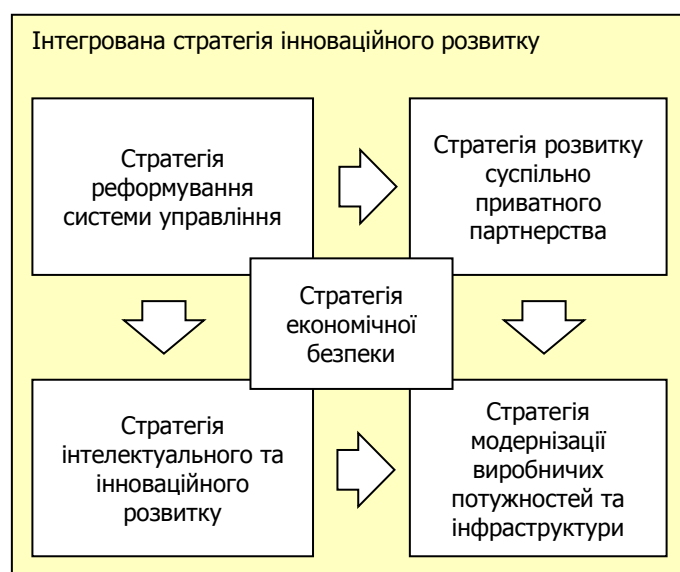 Інтегрована стратегія інноваційного розвитку
Стратегія
реформування
системи управління
Стратегія розвитку
суспільно
приватного
партнерства
Стратегія
економічної
безпеки
Стратегія
інтелектуального та
інноваційного
розвитку
Стратегія
модернізації
виробничих
потужностей та
інфраструктури